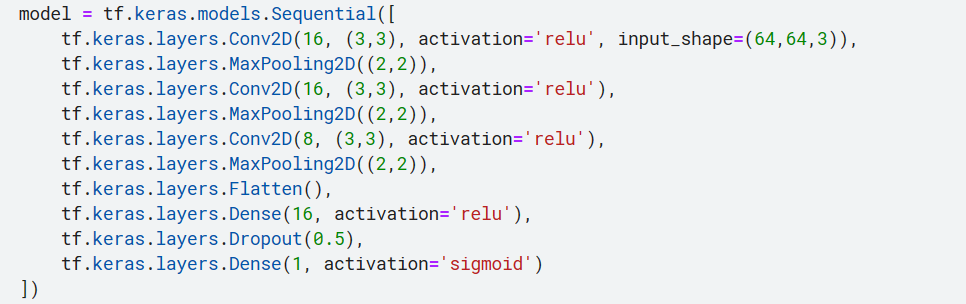 model = tf.keras.models.Sequential([
    tf.keras.layers.Conv2D(16, (3,3), activation='relu', input_shape=(64,64,3)),
    tf.keras.layers.MaxPooling2D((2,2)),
    tf.keras.layers.Conv2D(16, (3,3), activation='relu'),
    tf.keras.layers.MaxPooling2D((2,2)),
    tf.keras.layers.Conv2D(8, (3,3), activation='relu'),
    tf.keras.layers.MaxPooling2D((2,2)),
    tf.keras.layers.Flatten(),
    tf.keras.layers.Dense(16, activation='relu'),
    tf.keras.layers.Dropout(0.5),
    tf.keras.layers.Dense(1, activation='sigmoid')
])